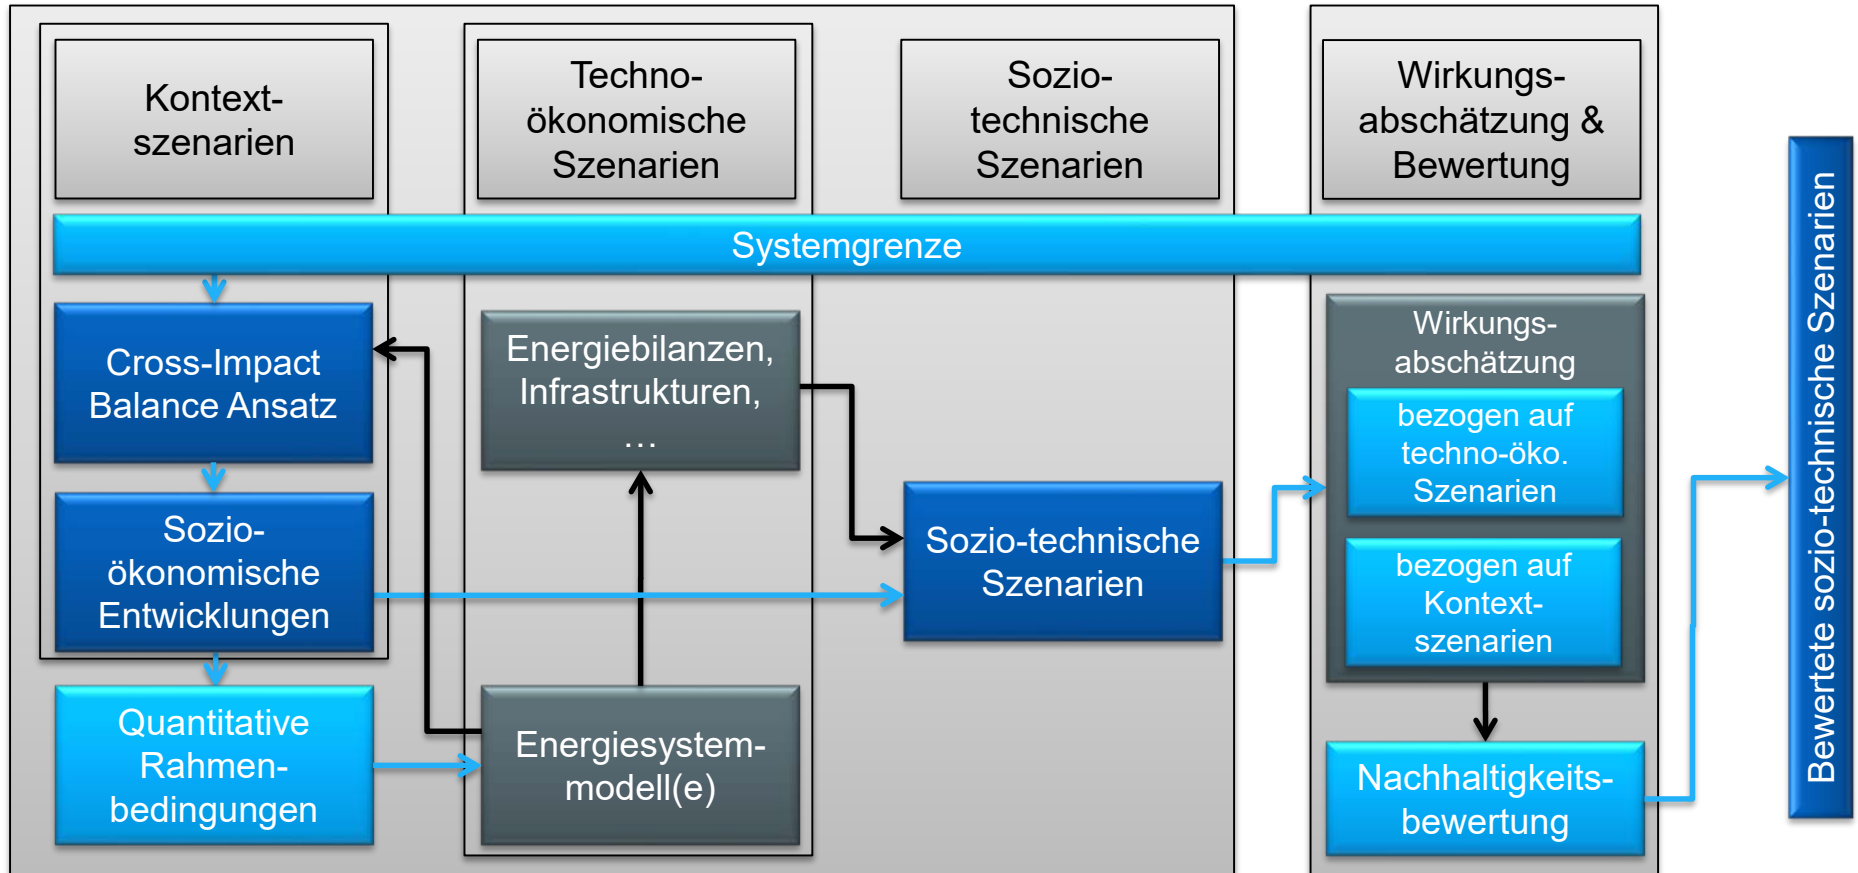 Kontext-
szenarien
Techno-
ökonomische
Szenarien
Sozio-
technische
Szenarien
Wirkungs-
abschätzung &
Bewertung
Systemgrenze
Cross-Impact
Balance Ansatz
Sozio-
ökonomische
Entwicklungen
Quantitative
Rahmen-
bedingungen
Energiebilanzen,
Infrastrukturen,
…
Energiesystem-
modell(e)
Sozio-technische
Szenarien
Wirkungs-
abschätzung
bezogen auf
techno-öko.
Szenarien
bezogen auf
Kontext-
szenarien
Nachhaltigkeits-
bewertung
Bewertete sozio-technische Szenarien